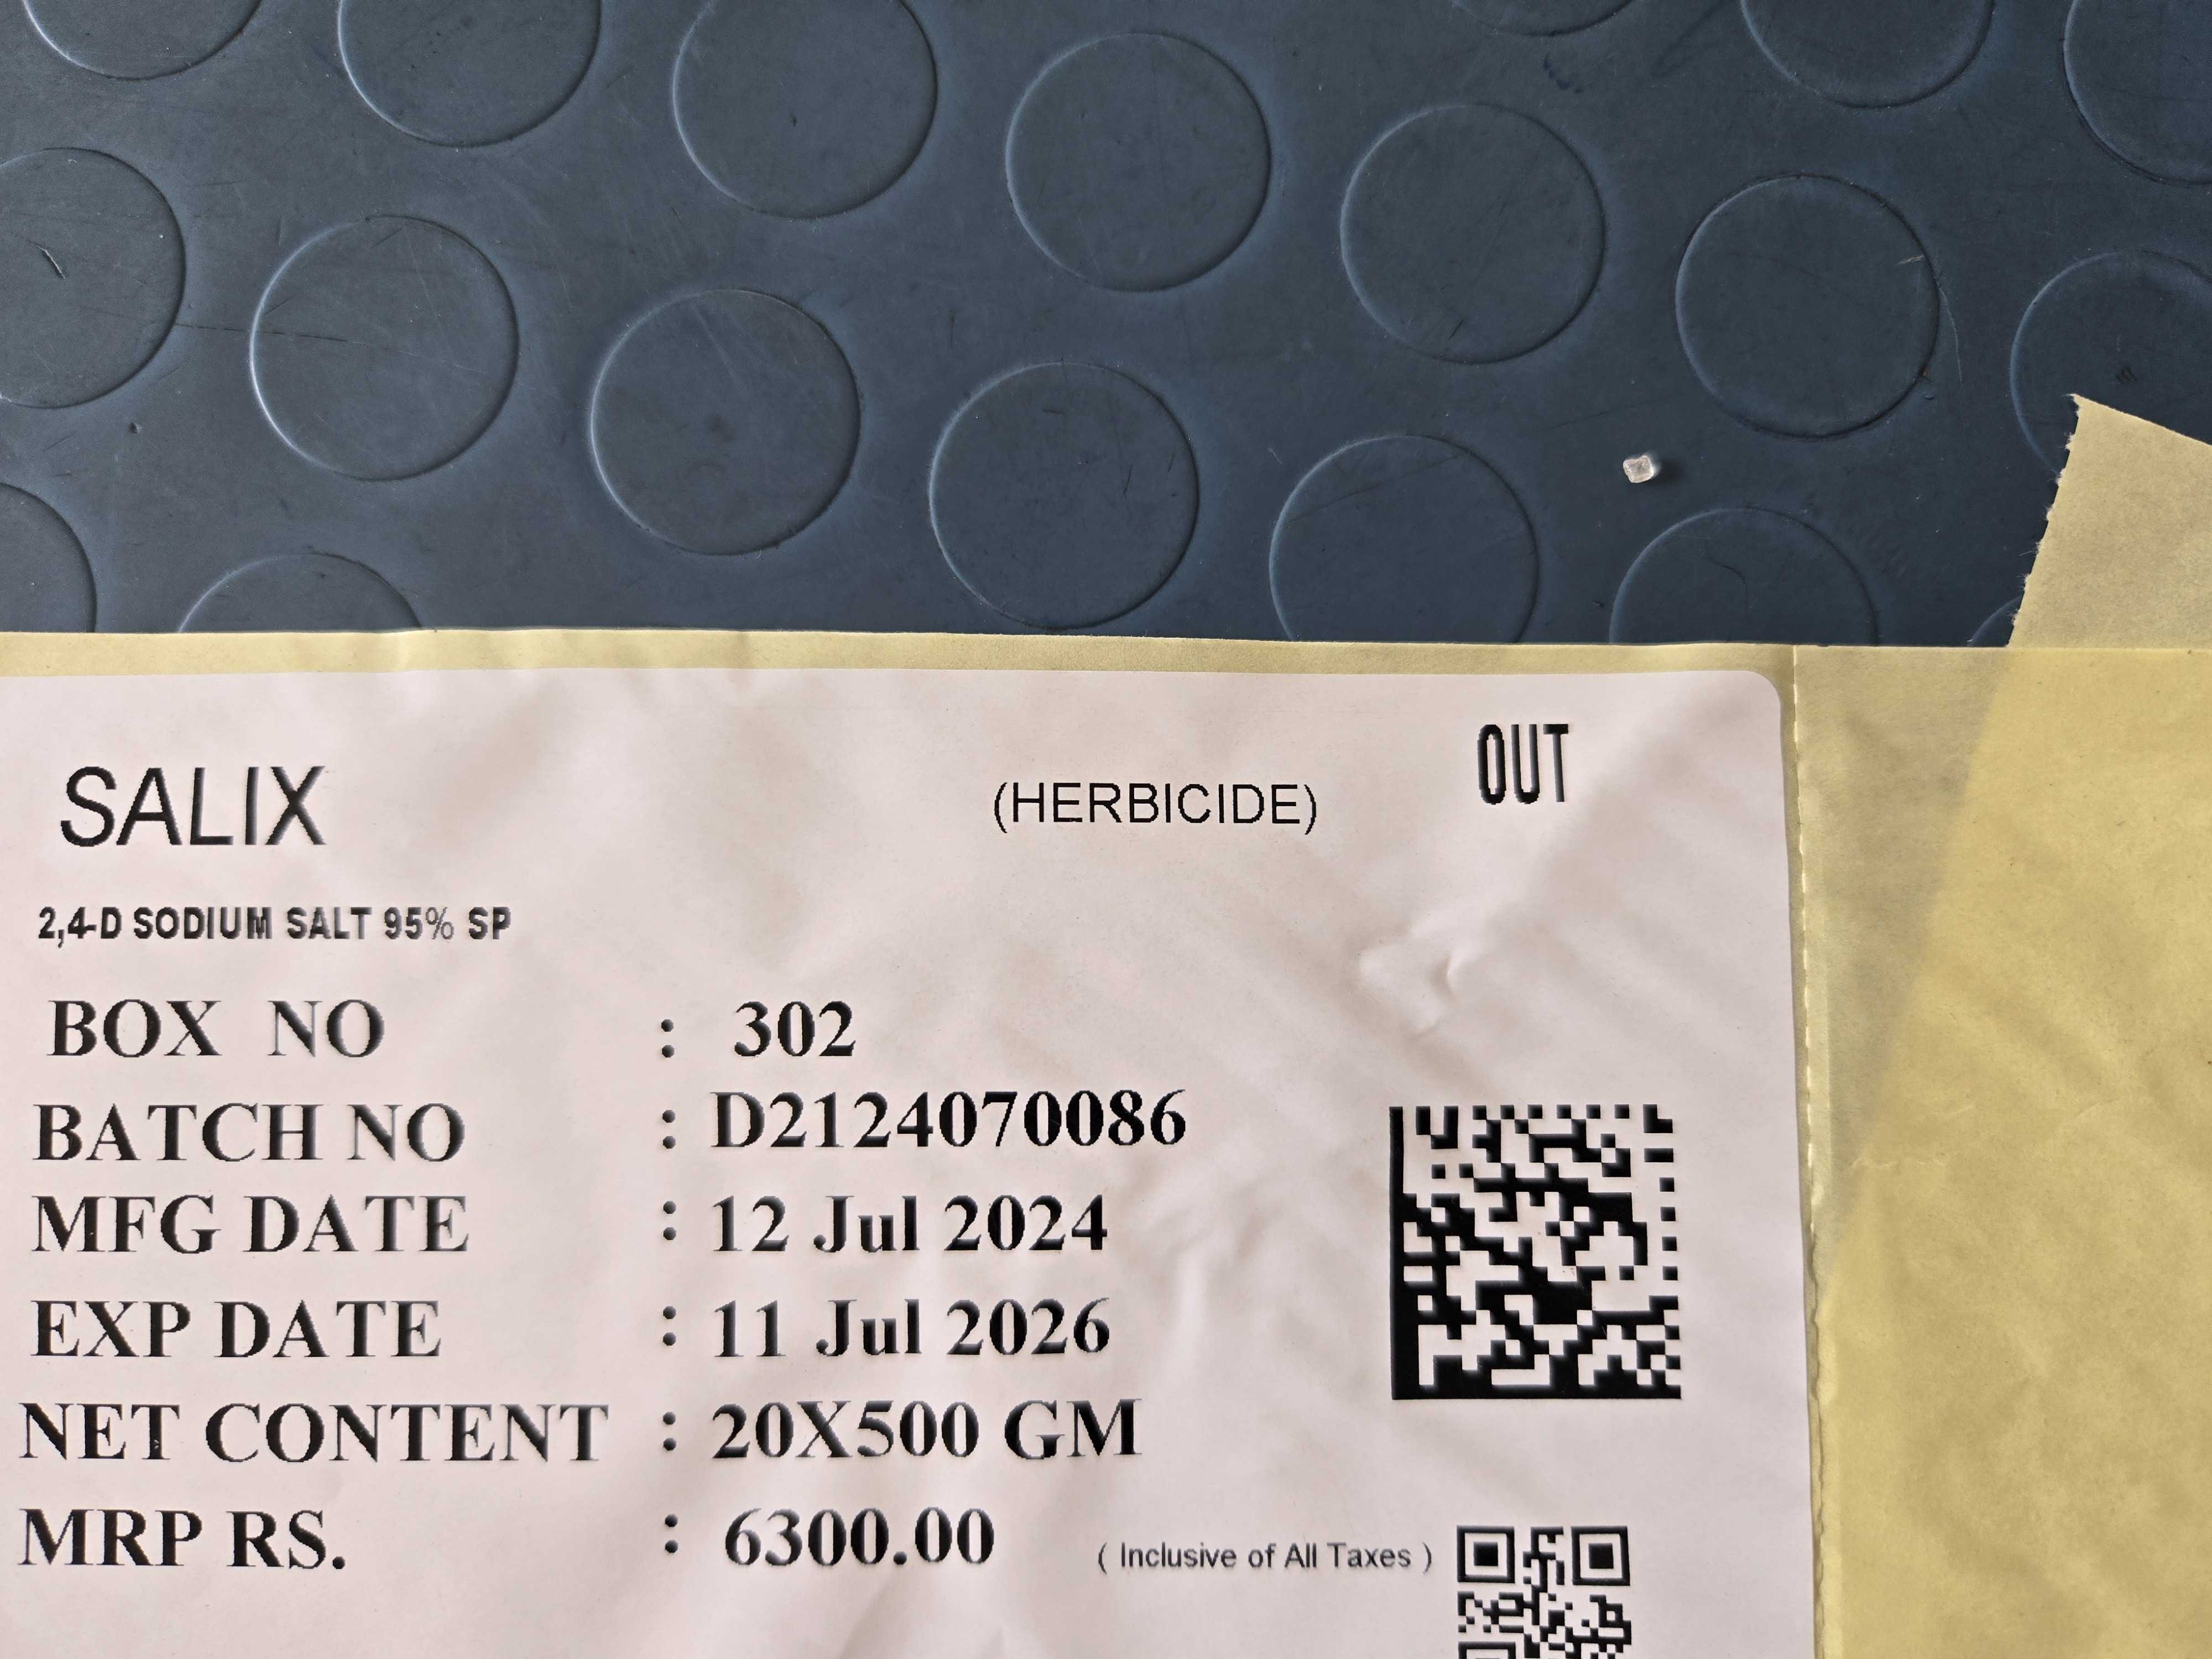 OUT
SALIX (HERBICIDE)
2,4-D SODIUM SALT 95% SP
BOX NO : 302
BATCH NO : D2124070086
MFG DATE : 12 Jul 2024
EXP DATE : 11 Jul 2026
NET CONTENT : 20X500 GM
MRP RS. : 6300.00 ( Inclusive of All Taxes )